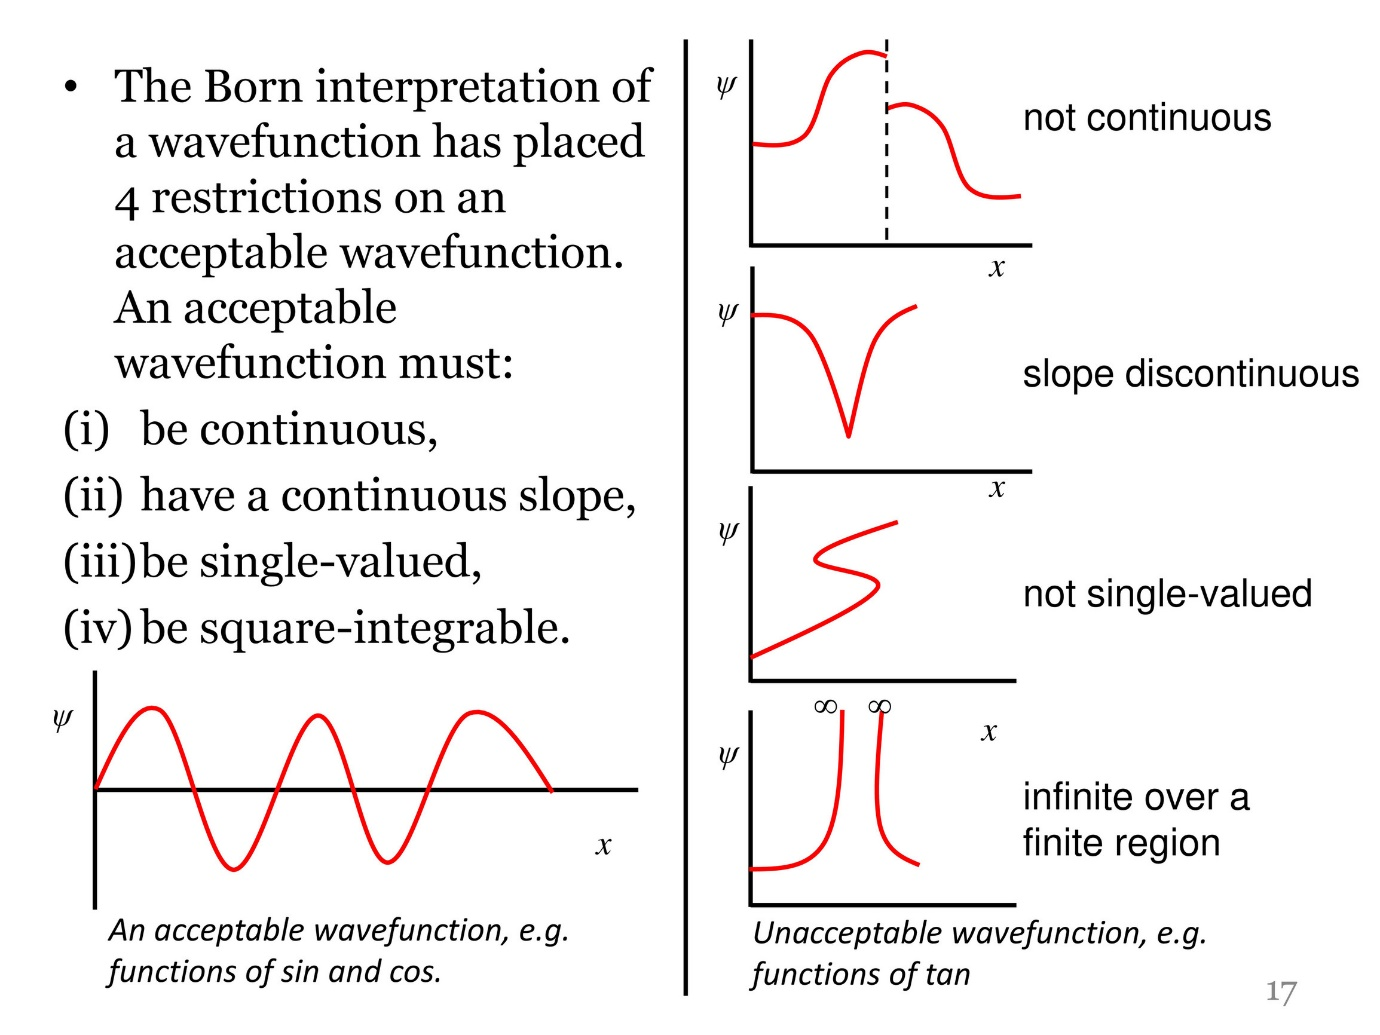 • The Born interpretation of
a wavefunction has placed
4 restrictions on an
acceptable wavefunction.
An acceptable
wavefunction must:
(i) be continuous,
(ii) have a continuous slope,
(iii) be single-valued,
(iv) be square-integrable.
ψ
x
An acceptable wavefunction, e.g.
functions of sin and cos.
ψ
not continuous
x
ψ
slope discontinuous
x
ψ
not single-valued
∞ ∞
x
ψ
infinite over a
finite region
Unacceptable wavefunction, e.g.
functions of tan
17